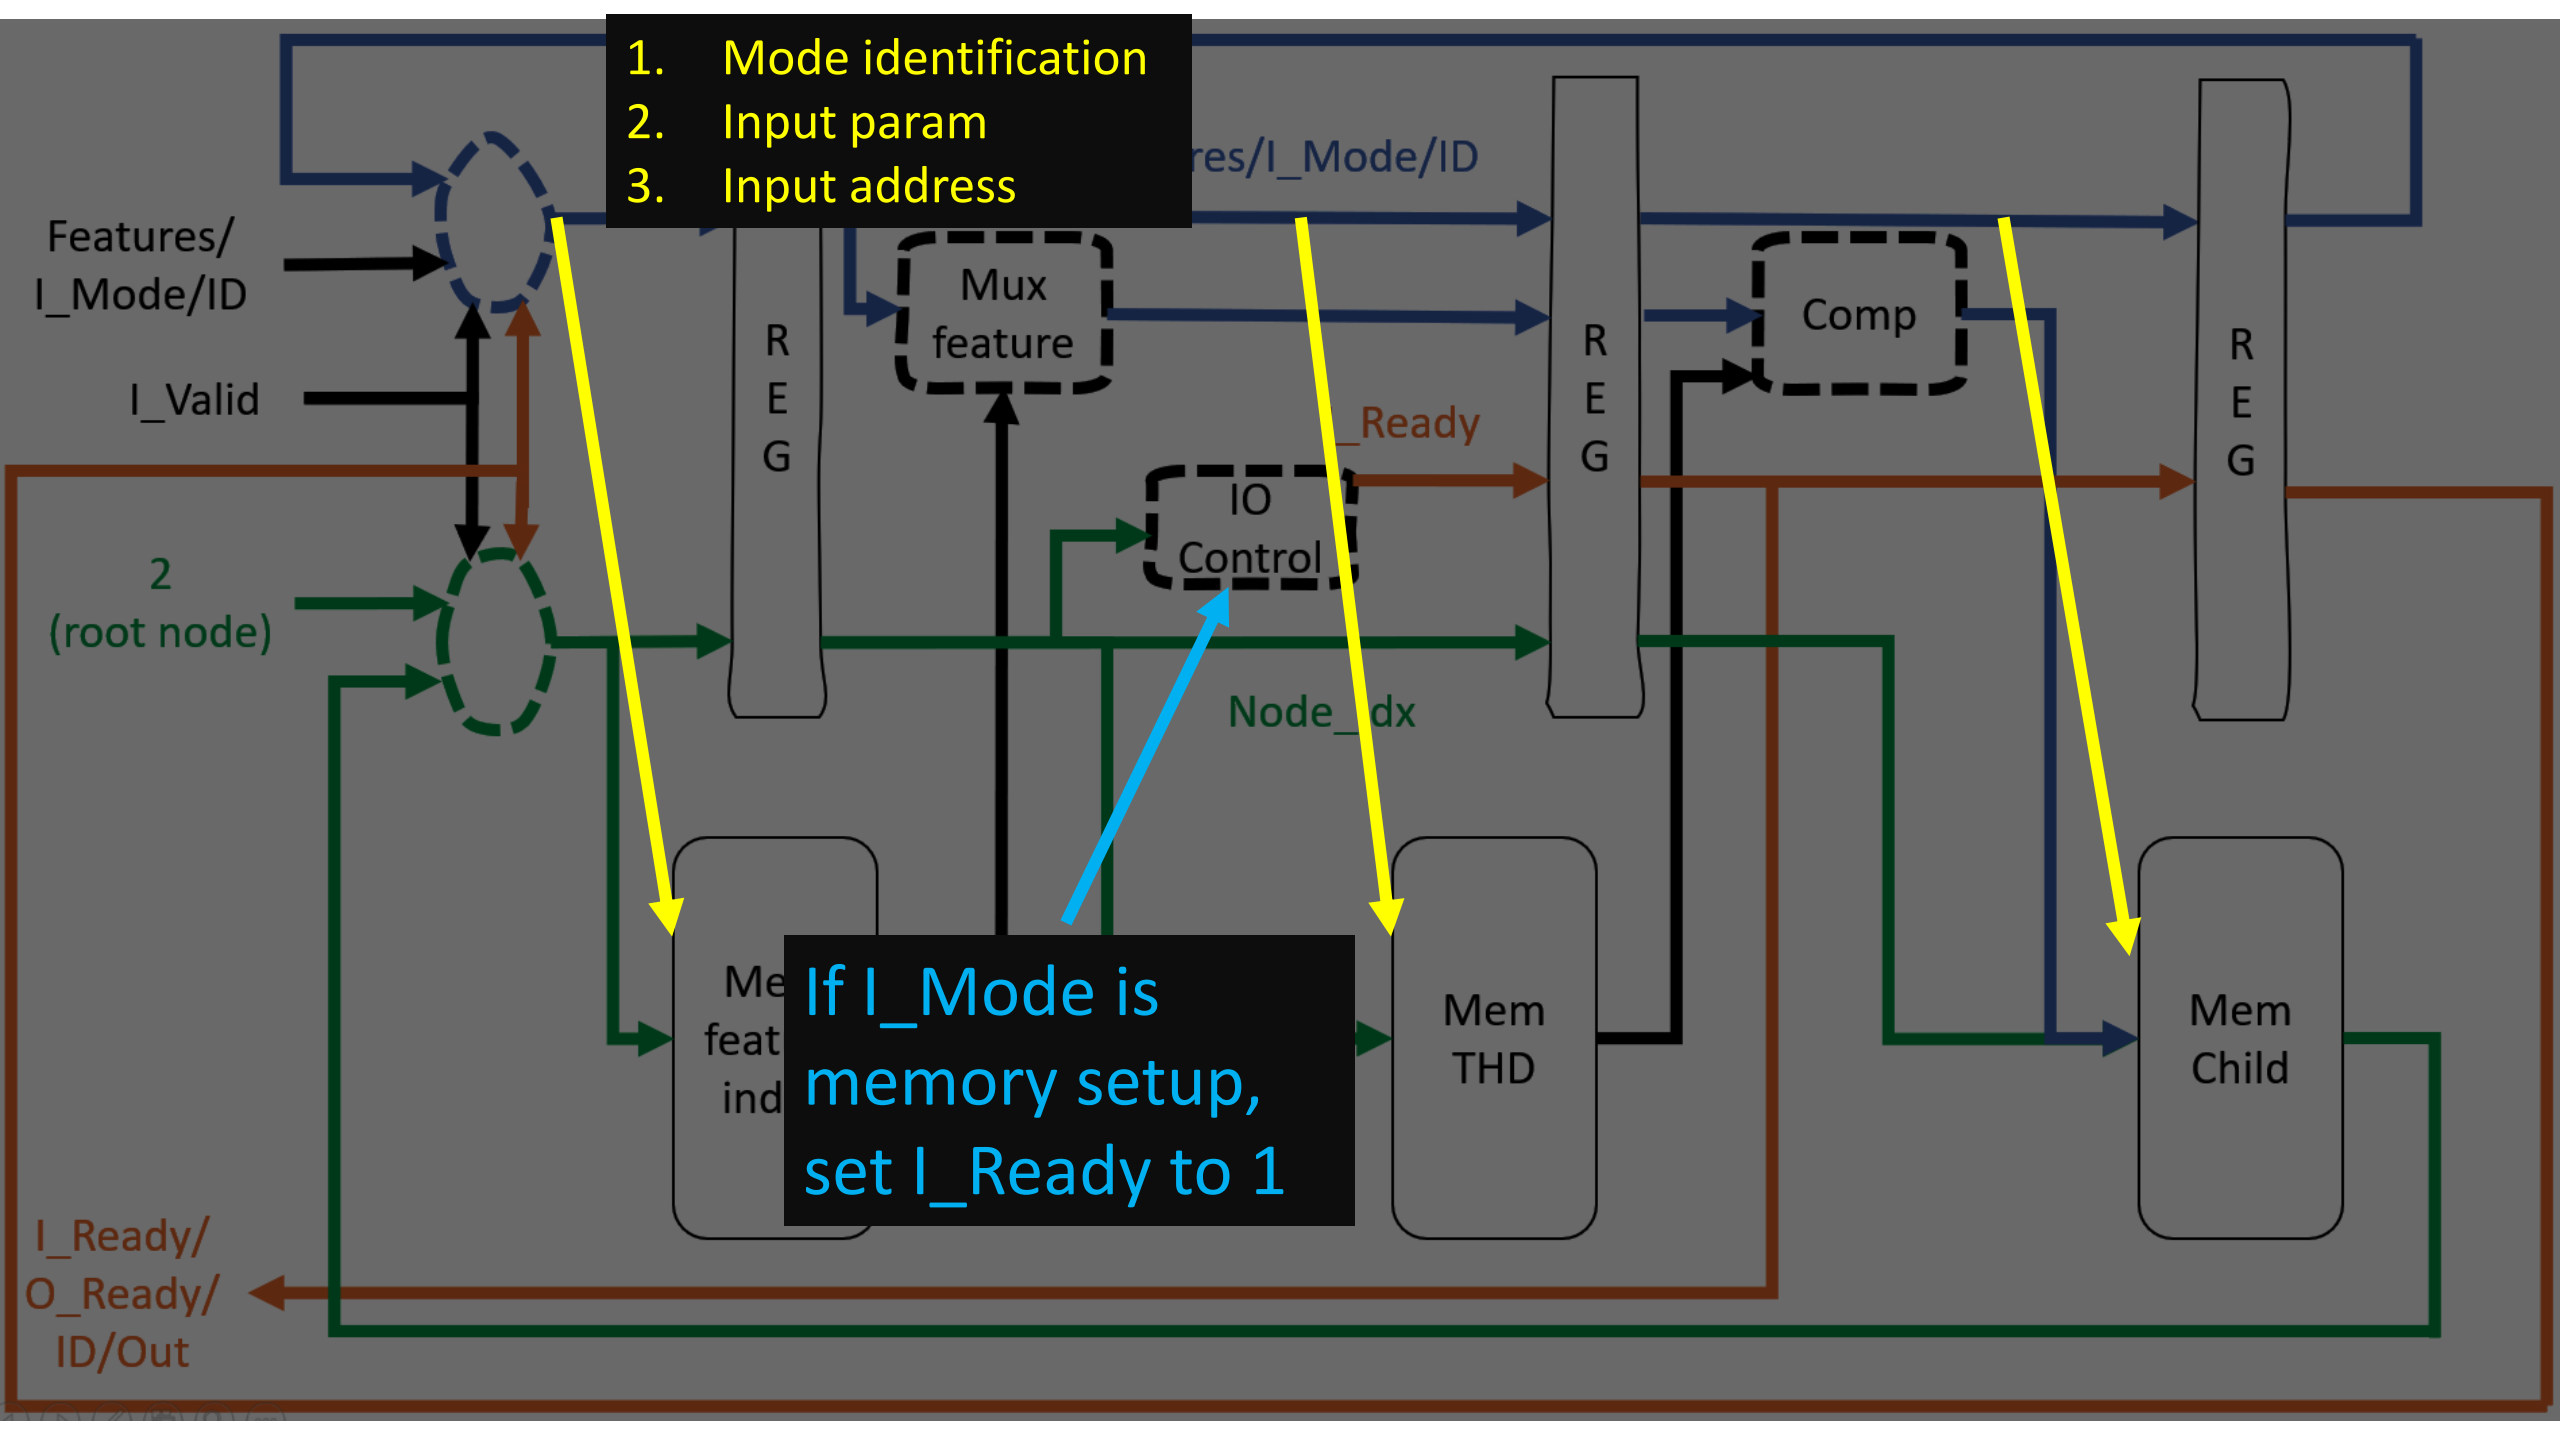 1. Mode identification
2. Input param
3. Input address
res/I_Mode/ID
Features/
I_Mode/ID
I_Valid
2
(root node)
R
E
G
Mux
feature
_Ready
IO
Control
Node_ dx
R
E
G
Comp
R
E
G
Me
feat
ind
If I_Mode is
memory setup,
set I_Ready to 1
Mem
THD
Mem
Child
I_Ready/
O_Ready/
ID/Out